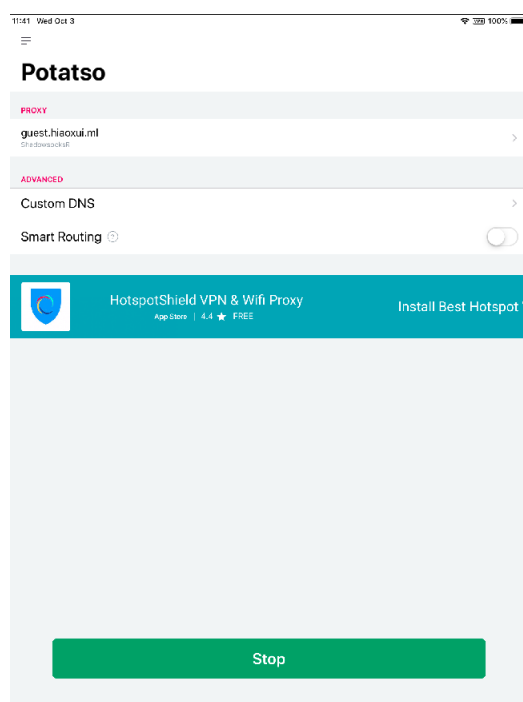 11:41 Wed Oct 3
VPN 100%
Potatso
PROXY
guest.hiaoxui.ml
ShadowsocksR
ADVANCED
Custom DNS
Smart Routing ?
HotspotShield VPN & Wifi Proxy
App Store | 4.4 ★ FREE
Install Best Hotspot
Stop